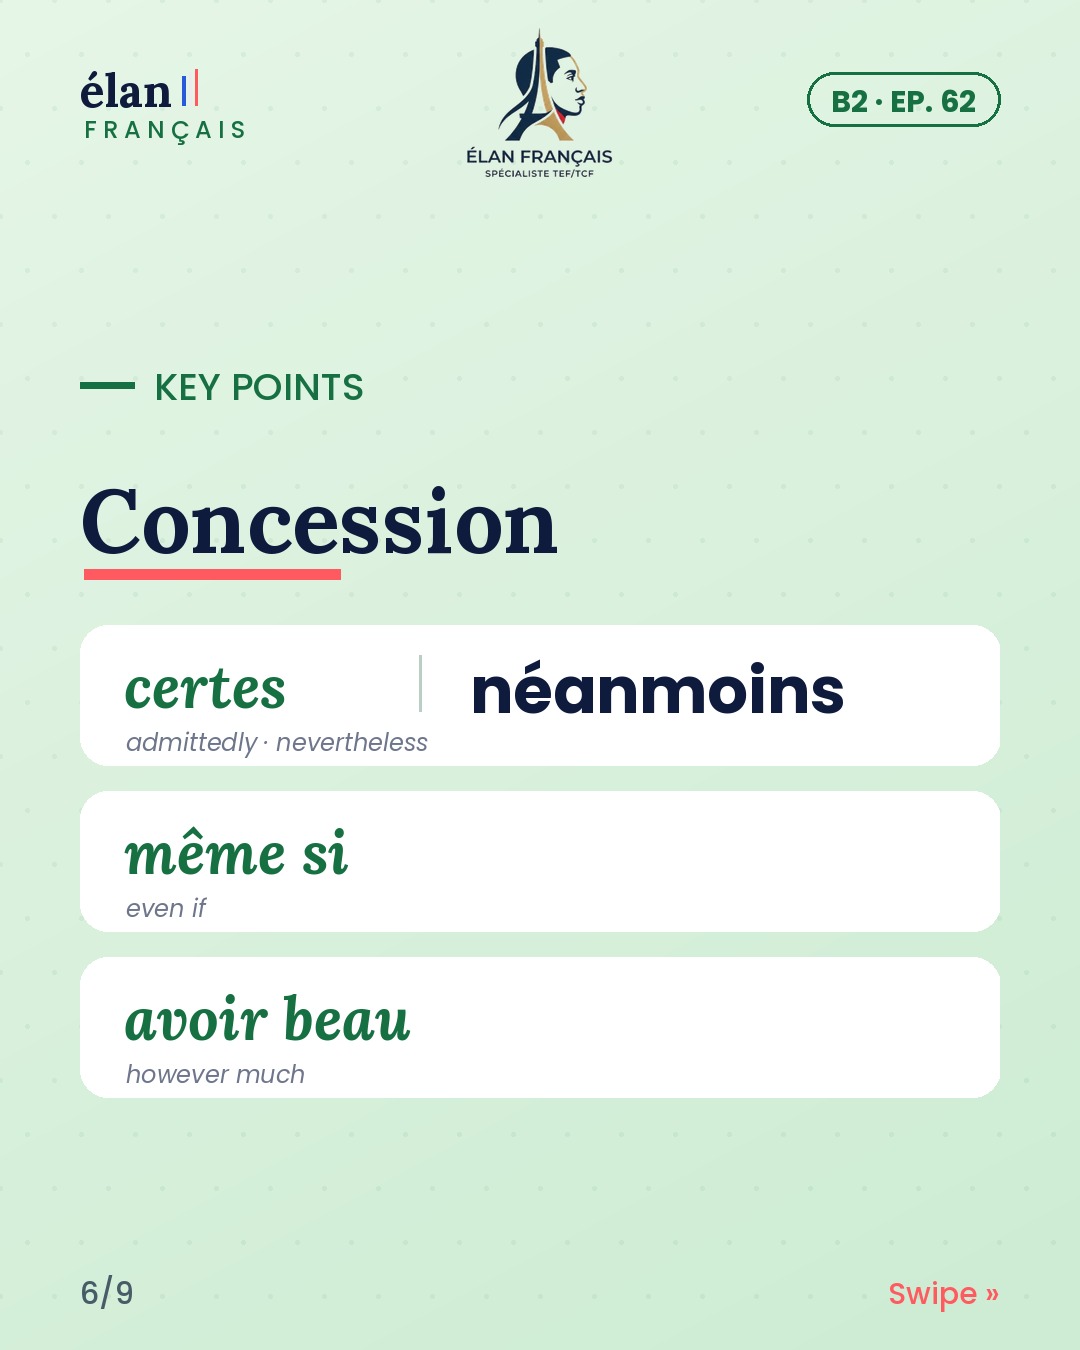 élan
FRANÇAIS
ÉLAN FRANÇAIS
SPÉCIALISTE TEF/TCF
B2 · EP. 62
KEY POINTS
Concession
certes néanmoins
admittedly · nevertheless
même si
even if
avoir beau
however much
6/9
Swipe »